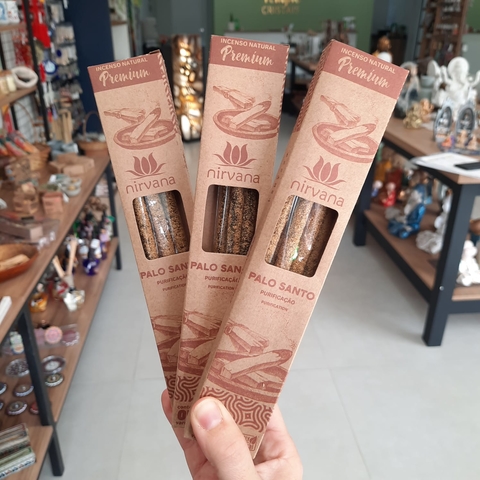 INCENSO NATURAL
Premium
nirvana
PALO SANTO
PURIFICAÇÃO
PURIFICATION
INCENSO NATURAL
Premium
nirvana
PALO SANTO
PURIFICAÇÃO
PURIFICATION
INCENSO NATURAL
Premium
nirvana
PALO SANTO
PURIFICAÇÃO
PURIFICATION